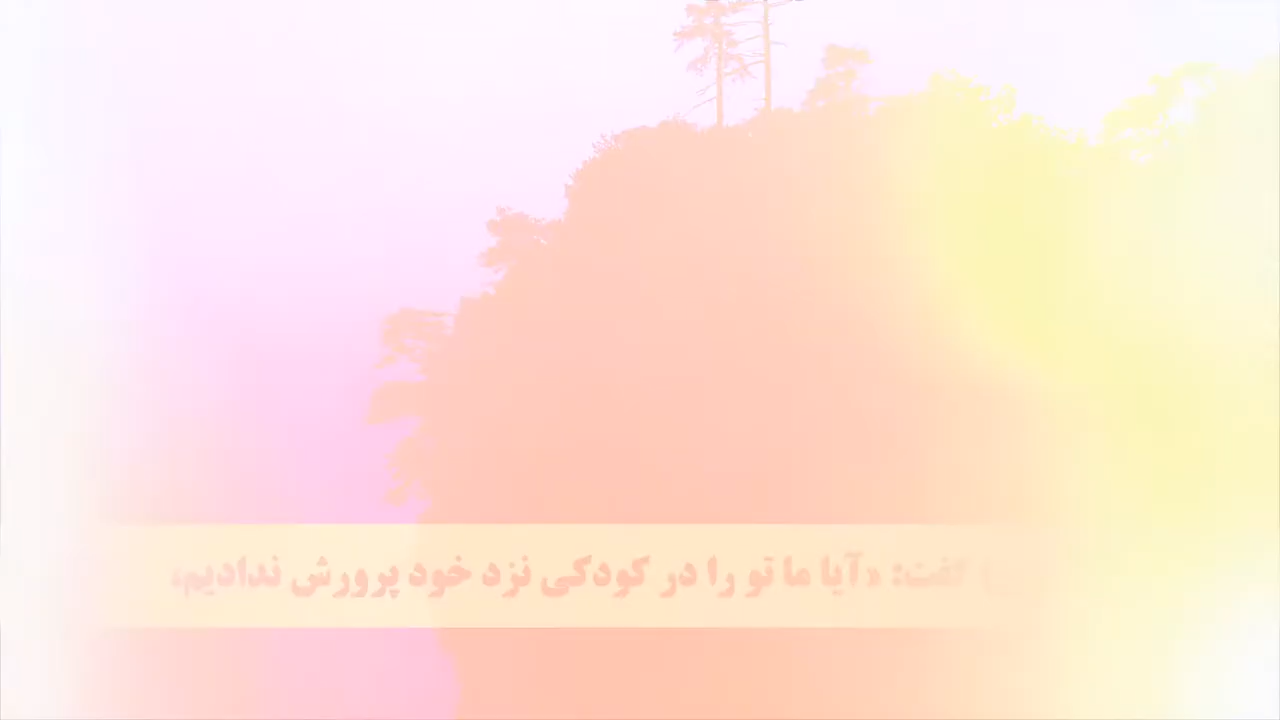 گفت: «آیا ما تو را در کودکی نزد خود پرورش ندادیم،